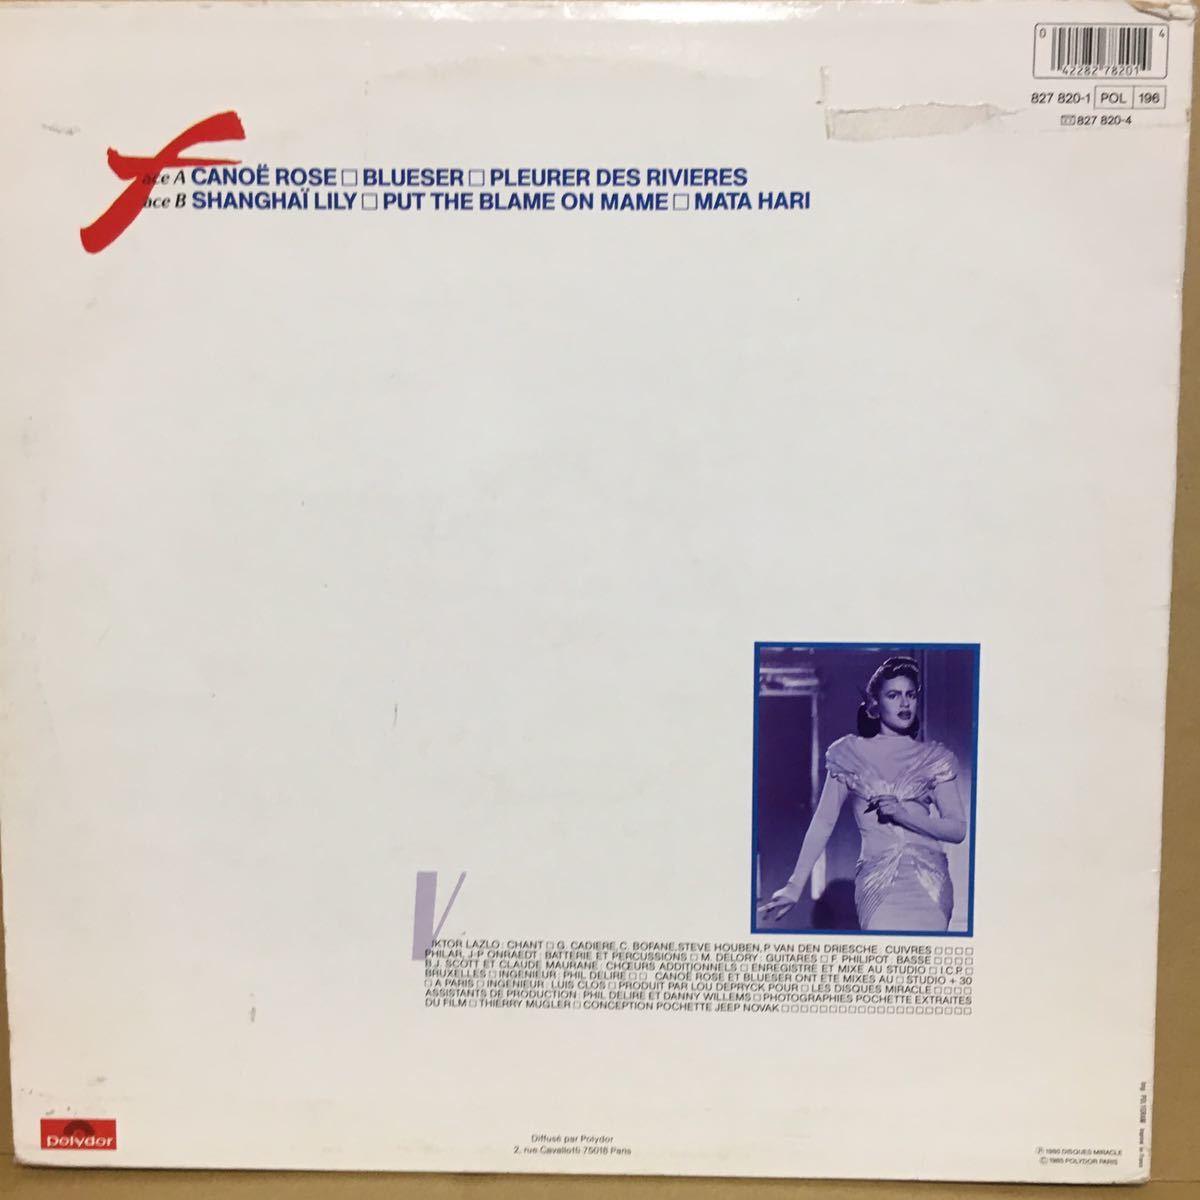 0 42282 78201 4
827 820-1 POL 196
827 820-4
face A CANOË ROSE □ BLUESER □ PLEURER DES RIVIERES
face B SHANGHAÏ LILY □ PUT THE BLAME ON MAME □ MATA HARI
VIKTOR LAZLO : CHANT □ G. CADIERE, C. BOFANE, STEVE HOUBEN, P. VAN DEN DRIESCHE : CUIVRES □□□□
PHILAR, J-P ONRAEDT : BATTERIE ET PERCUSSIONS □ M. DELORY : GUITARES □ F. PHILIPOT : BASSE □□□□
B.J. SCOTT ET CLAUDE MAURANE : CHŒURS ADDITIONNELS □ ENREGISTRE ET MIXE AU STUDIO □ I.C.P. □
BRUXELLES □ INGENIEUR : PHIL DELIRE □□ CANOË ROSE ET BLUESER ONT ETE MIXES AU □ STUDIO + 30
□ A PARIS □ INGENIEUR : LUIS CLOS □ PRODUIT PAR LOU DEPRYCK POUR □ LES DISQUES MIRACLE □□□□
ASSISTANTS DE PRODUCTION : PHIL DELIRE ET DANNY WILLEMS □ PHOTOGRAPHIES POCHETTE EXTRAITES
DU FILM □ THIERRY MUGLER □ CONCEPTION POCHETTE JEEP NOVAK □□□□□□□□□□□□□□□□
polydor
Diffusé par Polydor
2, rue Cavallotti 75018 Paris
Ⓟ 1985 DISQUES MIRACLE
© 1985 POLYDOR PARIS